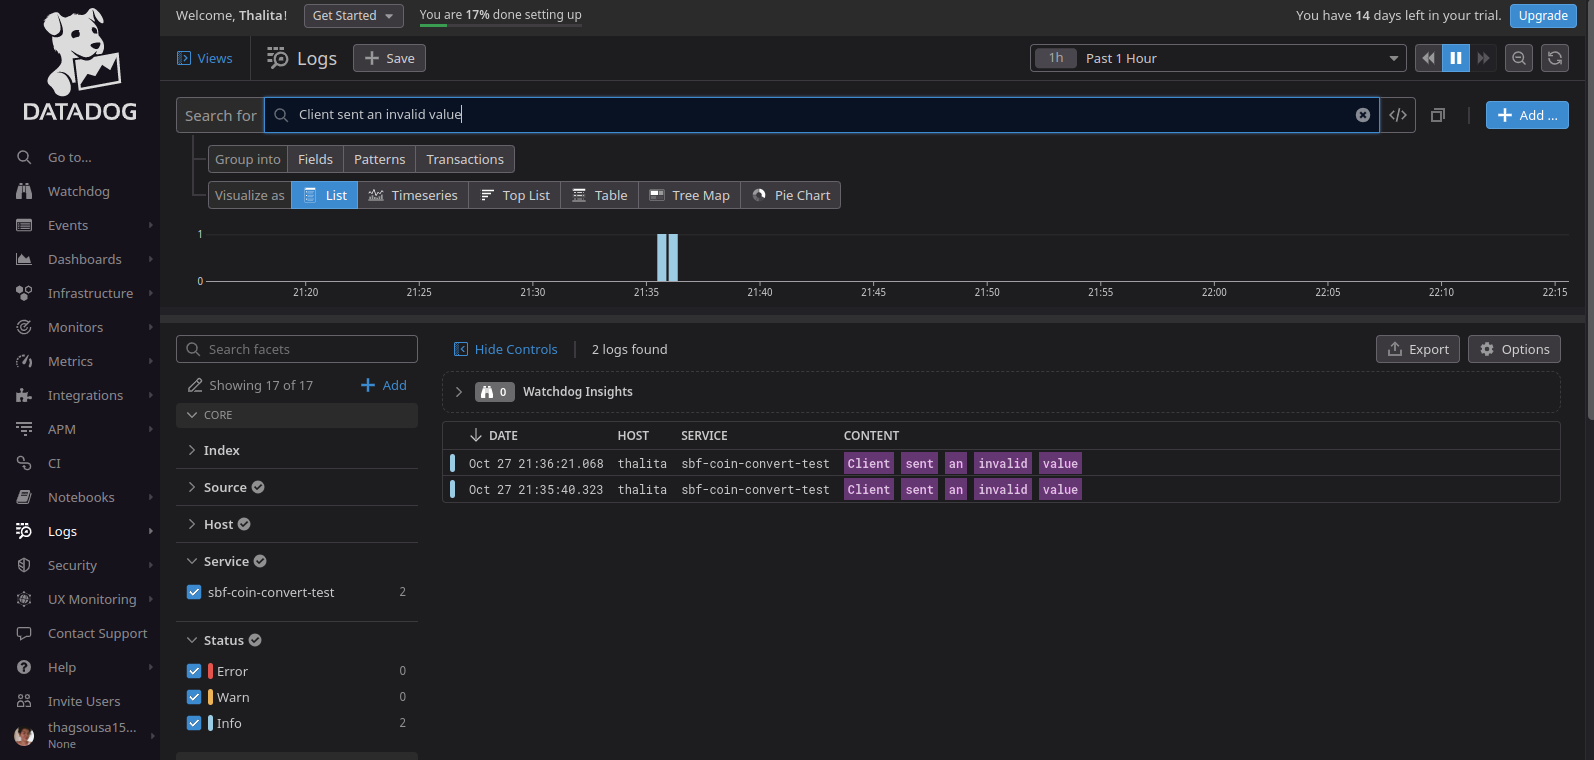 DATADOG
Go to...
Watchdog
Events
Dashboards
Infrastructure
Monitors
Metrics
Integrations
APM
CI
Notebooks
Logs
Security
UX Monitoring
Contact Support
Help
Invite Users
thagsousa15...
None
Welcome, Thalita!
Get Started
You are 17% done setting up
You have 14 days left in your trial.
Upgrade
Views
Logs
+ Save
1h Past 1 Hour
Search for
Client sent an invalid value
</>
+ Add ...
Group into Fields Patterns Transactions
Visualize as List Timeseries Top List Table Tree Map Pie Chart
1
0
21:20 21:25 21:30 21:35 21:40 21:45 21:50 21:55 22:00 22:05 22:10 22:15
Search facets
Showing 17 of 17
+ Add
CORE
Index
Source
Host
Service
sbf-coin-convert-test 2
Status
Error 0
Warn 0
Info 2
Hide Controls
2 logs found
Export
Options
0 Watchdog Insights
DATE HOST SERVICE CONTENT
Oct 27 21:36:21.068 thalita sbf-coin-convert-test Client sent an invalid value
Oct 27 21:35:40.323 thalita sbf-coin-convert-test Client sent an invalid value